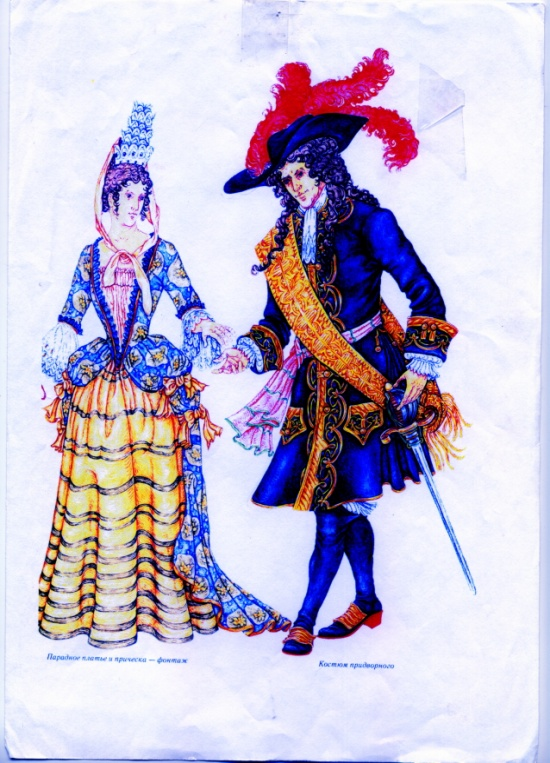 Парадное платье и прическа — фонтаж
Костюм придворного